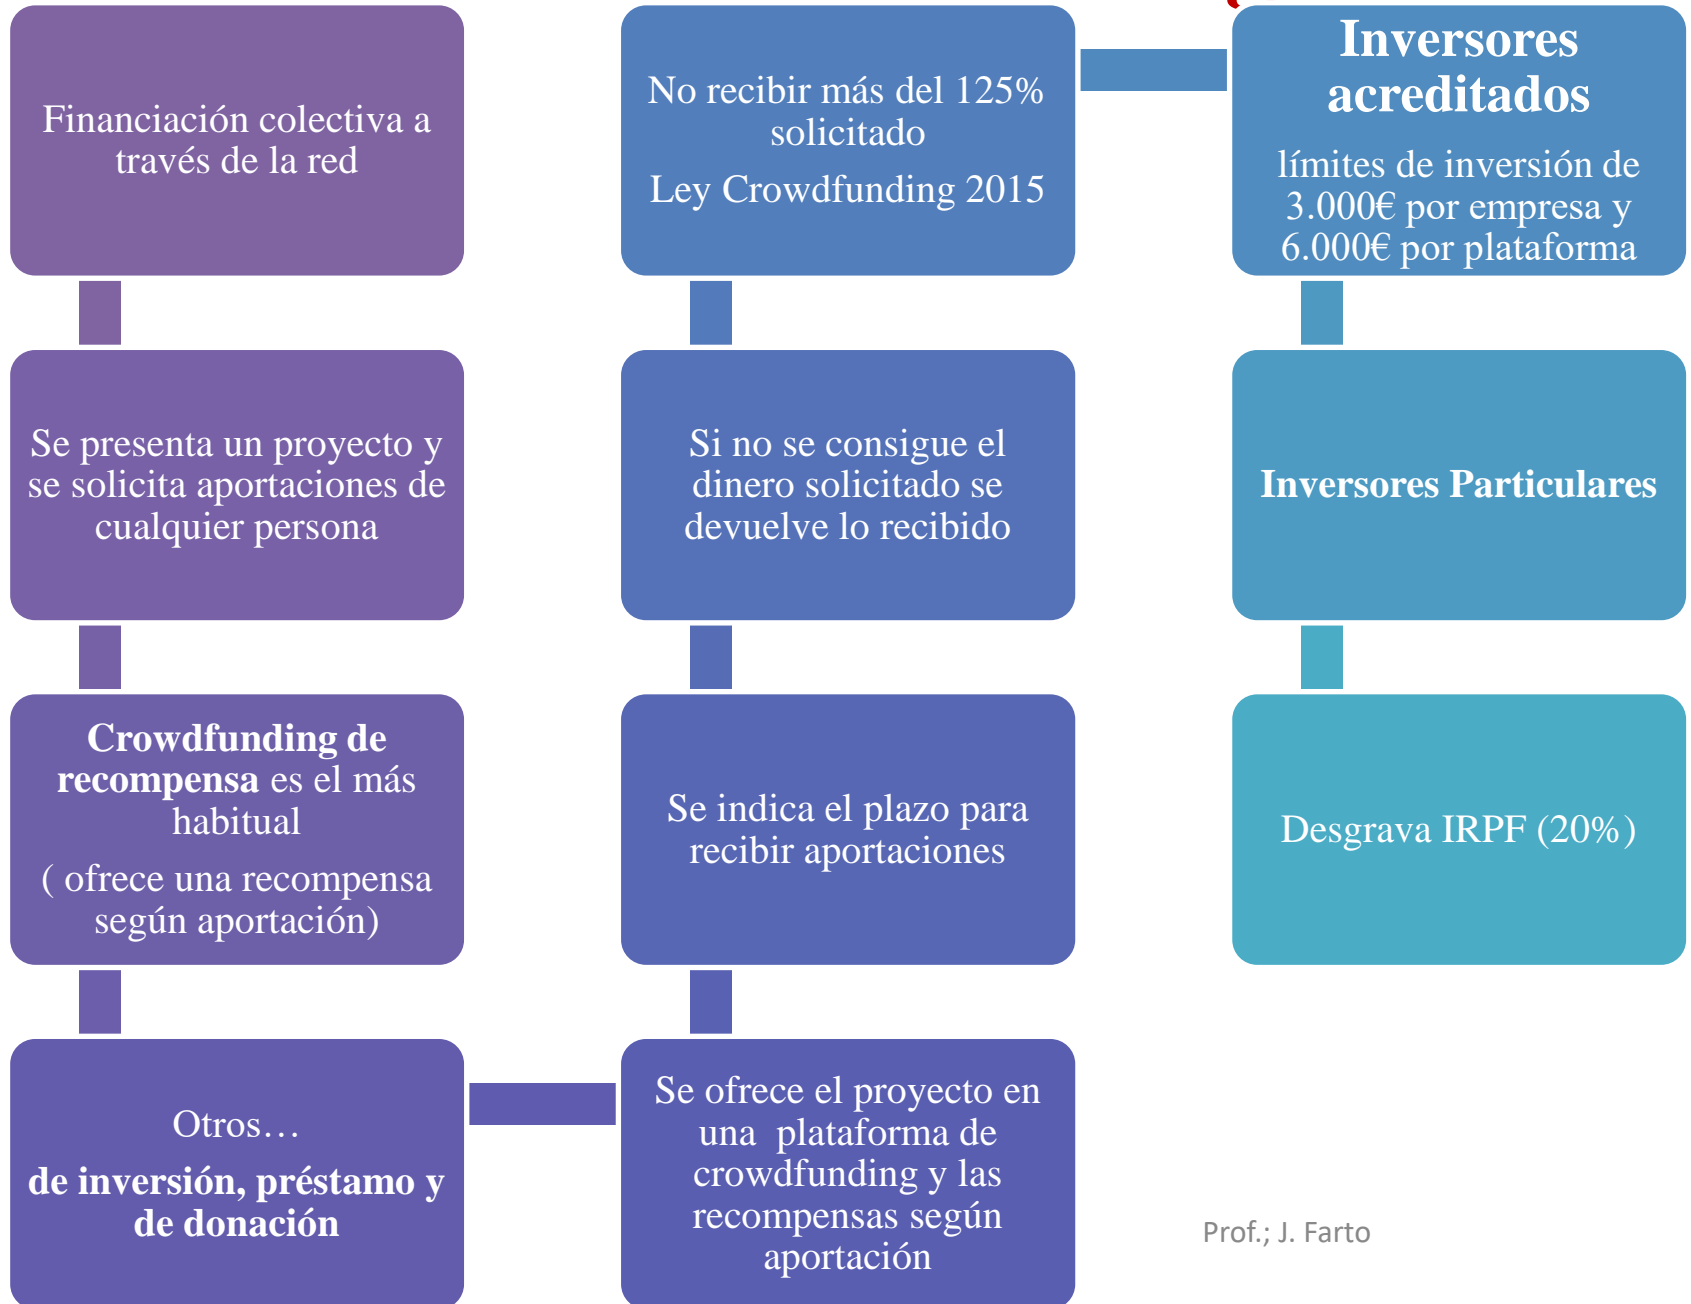 Financiación colectiva a
través de la red
Se presenta un proyecto y
se solicita aportaciones de
cualquier persona
Crowdfunding de
recompensa es el más
habitual
( ofrece una recompensa
según aportación)
Otros…
de inversión, préstamo y
de donación
Se ofrece el proyecto en
una plataforma de
crowdfunding y las
recompensas según
aportación
Se indica el plazo para
recibir aportaciones
Si no se consigue el
dinero solicitado se
devuelve lo recibido
No recibir más del 125%
solicitado
Ley Crowdfunding 2015
Inversores
acreditados
límites de inversión de
3.000€ por empresa y
6.000€ por plataforma
Inversores Particulares
Desgrava IRPF (20%)
Prof.; J. Farto